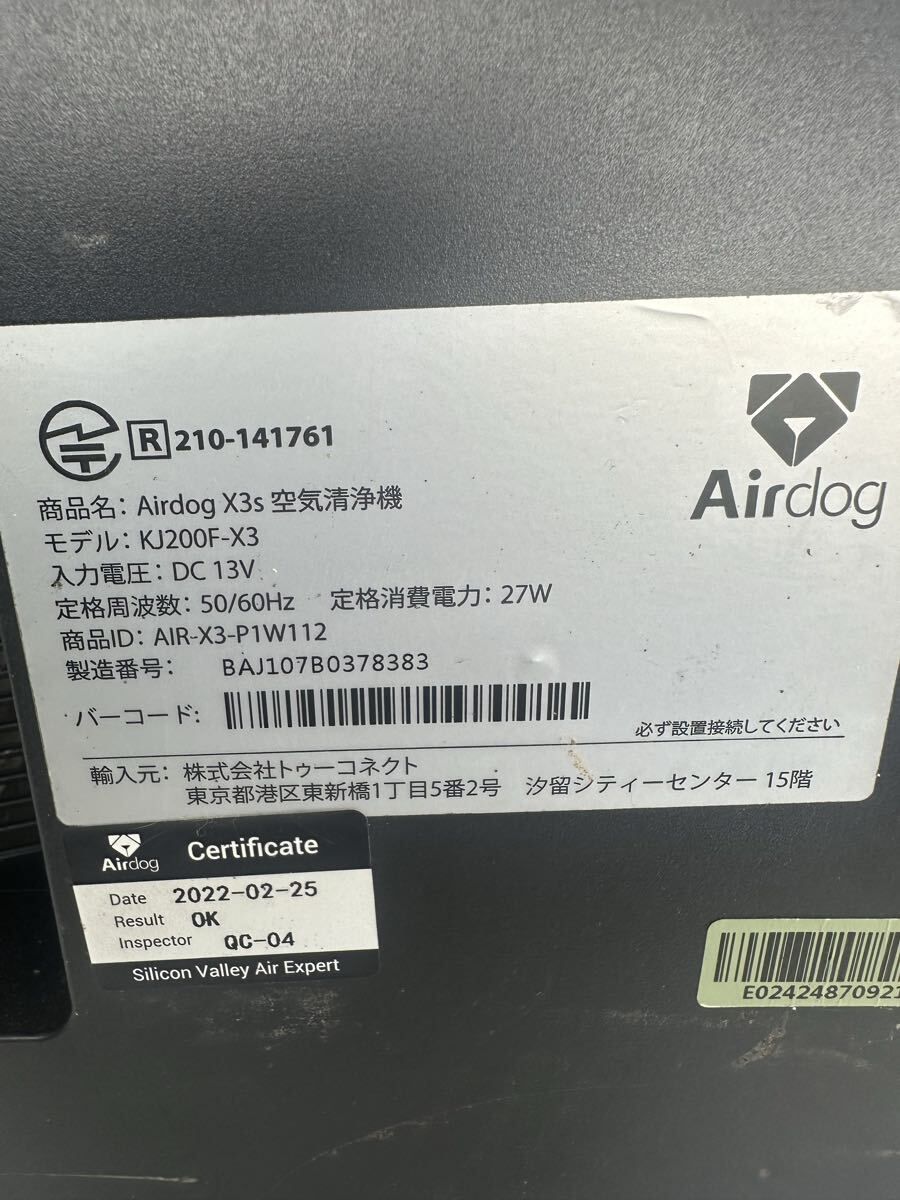 R 210-141761
Airdog
商品名: Airdog X3s 空気清浄機
モデル: KJ200F-X3
入力電圧: DC 13V
定格周波数: 50/60Hz 定格消費電力: 27W
商品ID: AIR-X3-P1W112
製造番号: BAJ107B0378383
バーコード:
必ず設置接続してください
輸入元: 株式会社トゥーコネクト
東京都港区東新橋1丁目5番2号 汐留シティーセンター 15階
Airdog Certificate
Date 2022-02-25
Result OK
Inspector QC-04
Silicon Valley Air Expert
E02424870921